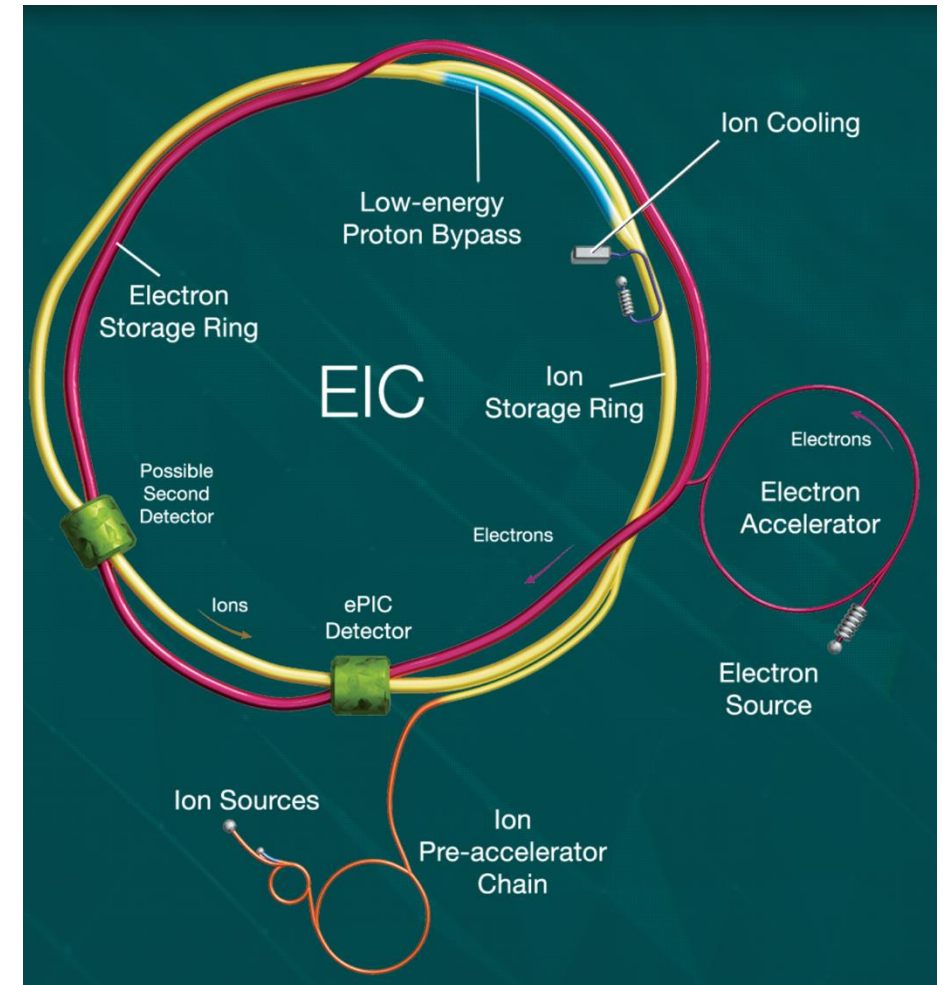 Ion Cooling
Low-energy
Proton Bypass
Electron
Storage Ring
EIC
Ion
Storage Ring
Electrons
Electron
Accelerator
Possible
Second
Detector
Electrons
Ions
ePIC
Detector
Electron
Source
Ion Sources
Ion
Pre-accelerator
Chain